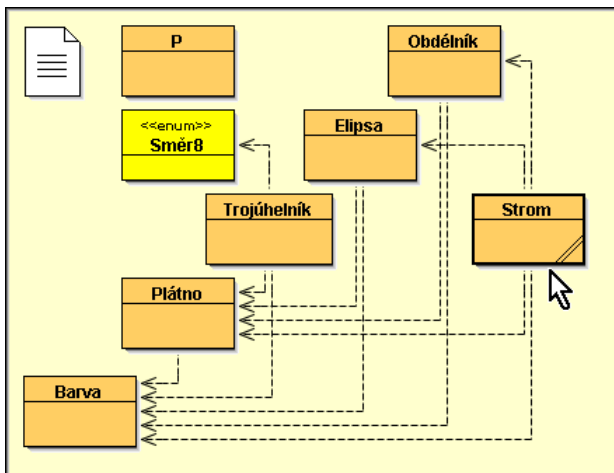 P
Obdélník
<<enum>>
Směr8
Elipsa
Trojúhelník
Strom
Plátno
Barva